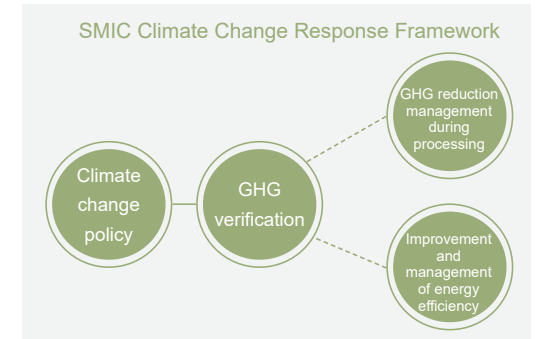 SMIC Climate Change Response Framework
Climate
change
policy
GHG
verification
GHG reduction
management
during
processing
Improvement
and
management
of energy
efficiency